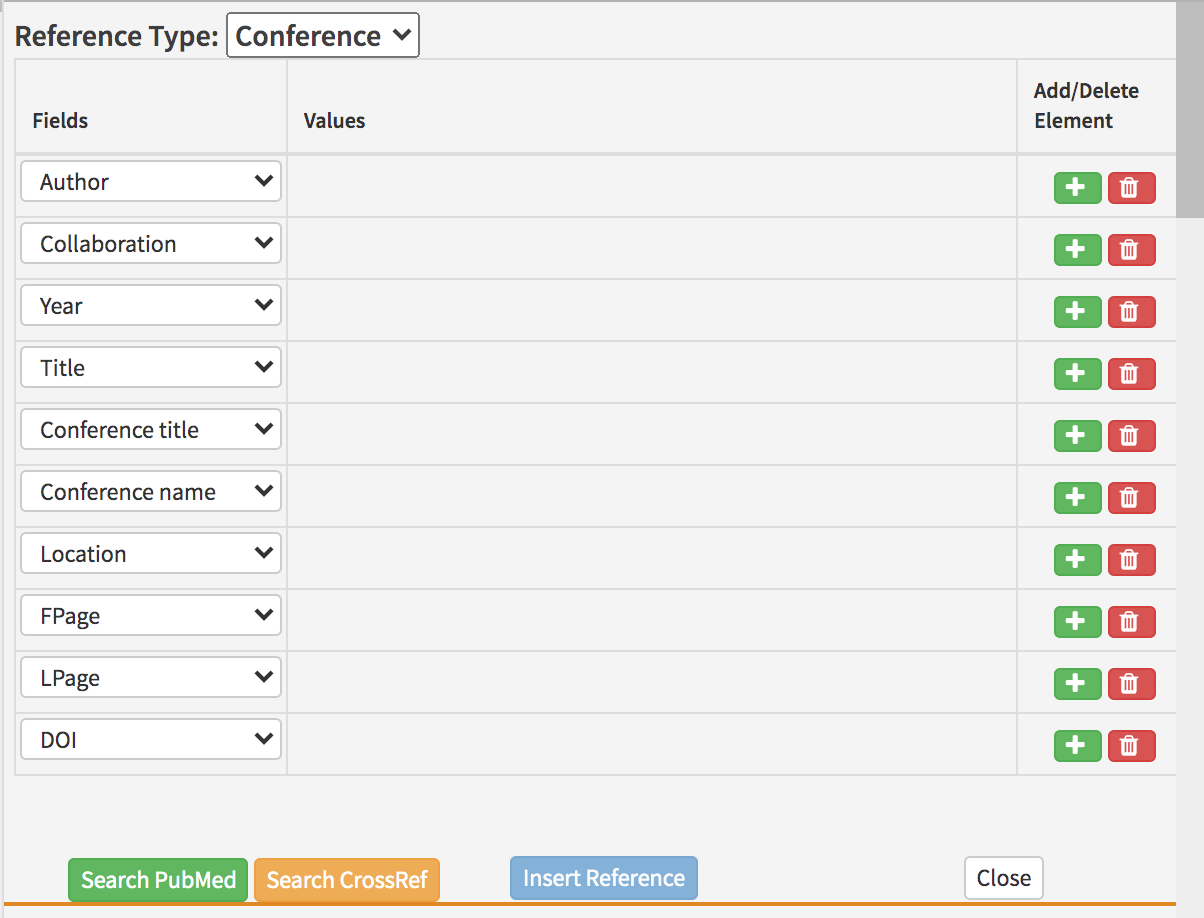 Reference Type: Conference
Add/Delete
Fields Values Element
Author
Collaboration
Year
Title
Conference title
Conference name
Location
FPage
LPage
DOI
Search PubMed Search CrossRef Insert Reference Close